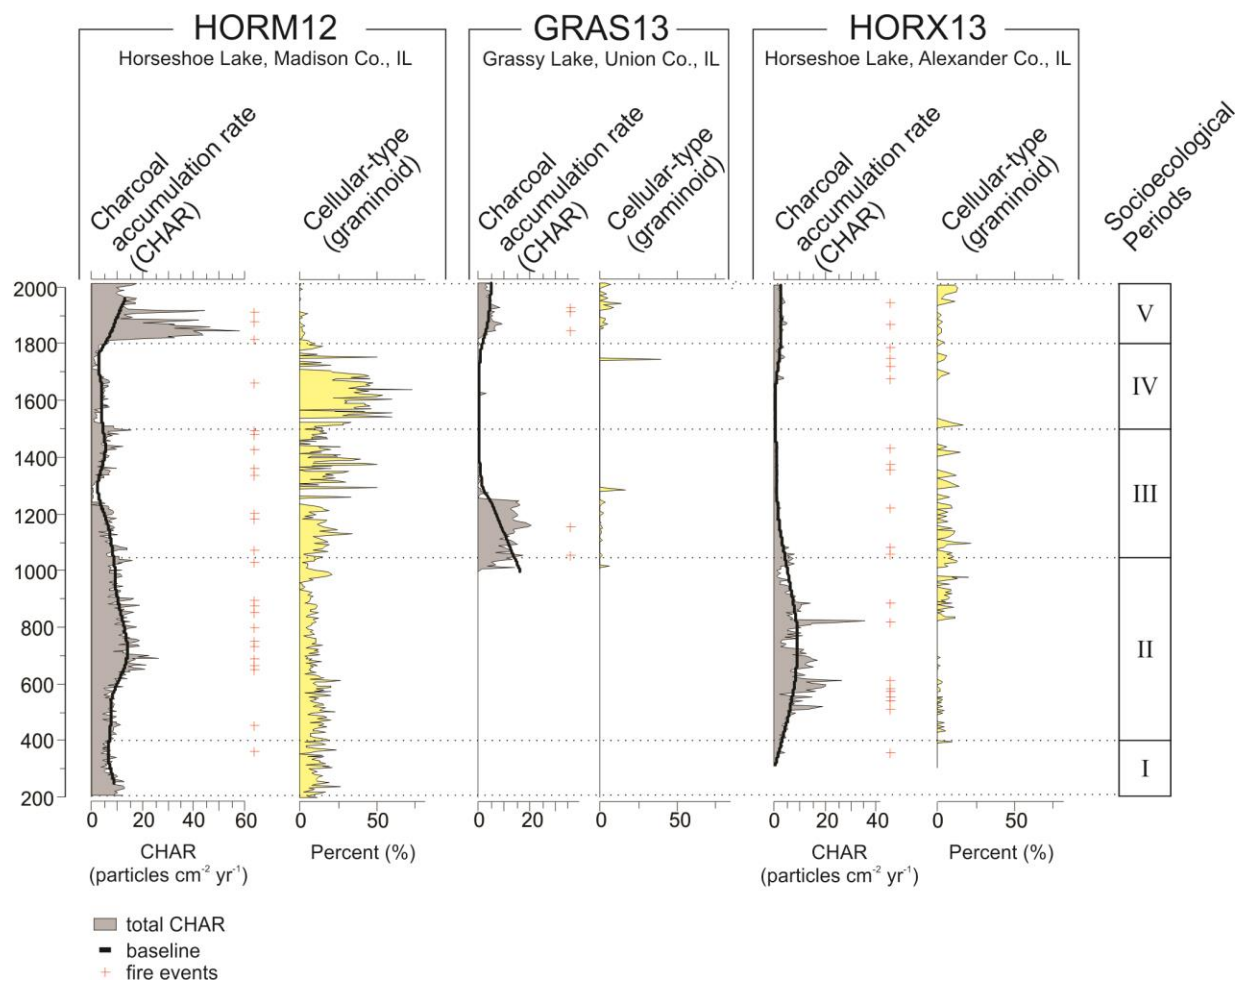 HORM12
Horseshoe Lake, Madison Co., IL
GRAS13
Grassy Lake, Union Co., IL
HORX13
Horseshoe Lake, Alexander Co., IL
Charcoal
accumulation rate
(CHAR)
Cellular-type
(graminoid)
Charcoal
accumulation rate
(CHAR)
Cellular-type
(graminoid)
Charcoal
accumulation rate
(CHAR)
Cellular-type
(graminoid)
Socioecological
Periods
2000
1800
1600
1400
1200
1000
800
600
400
200
V
IV
III
II
I
0 20 40 60
0 50
0 20
0 50
0 20 40
0 50
CHAR
(particles cm⁻² yr⁻¹)
Percent (%)
CHAR
(particles cm⁻² yr⁻¹)
Percent (%)
total CHAR
baseline
fire events